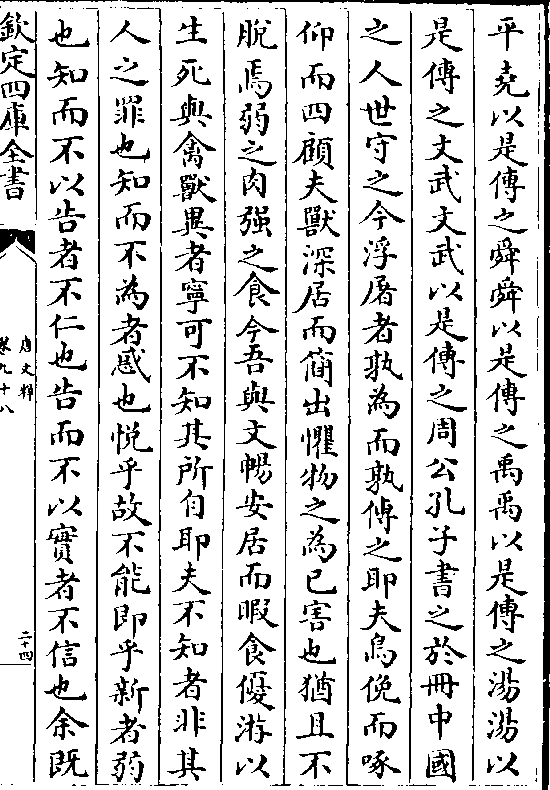 平堯以是傳之舜舜以是傳之禹禹以是傳之湯湯以
是傳之文武文武以是傳之周公孔子書之於冊中國
之人世守之今浮屠者孰為而孰傳之耶夫鳥俛而啄
仰而四顧夫獸深居而簡出懼物之為已害也猶且不
脫焉弱之肉强之食今吾與文暢安居而暇食優游以
生死與禽獸異者寧可不知其所自耶夫不知者非其
人之罪也知而不為者惑也悅乎故不能即乎新者弱
也知而不以告者不仁也告而不以實者不信也余既
欽定四庫全書
唐文粹
卷九十八
二十四